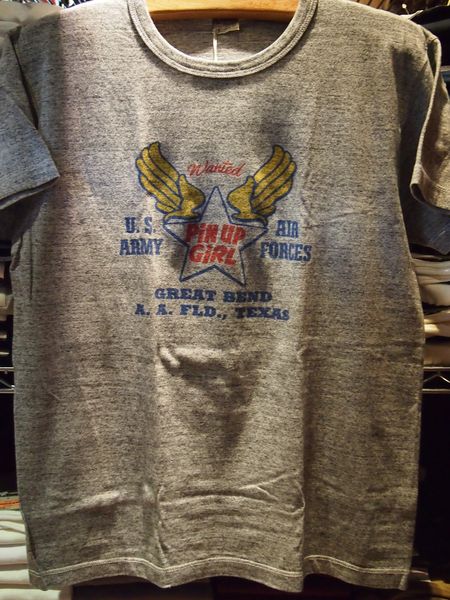 Wanted
PiN UP
GiRL
U.S.
ARMY
AIR
FORCES
GREAT BEND
A. A. FLD., TEXAS